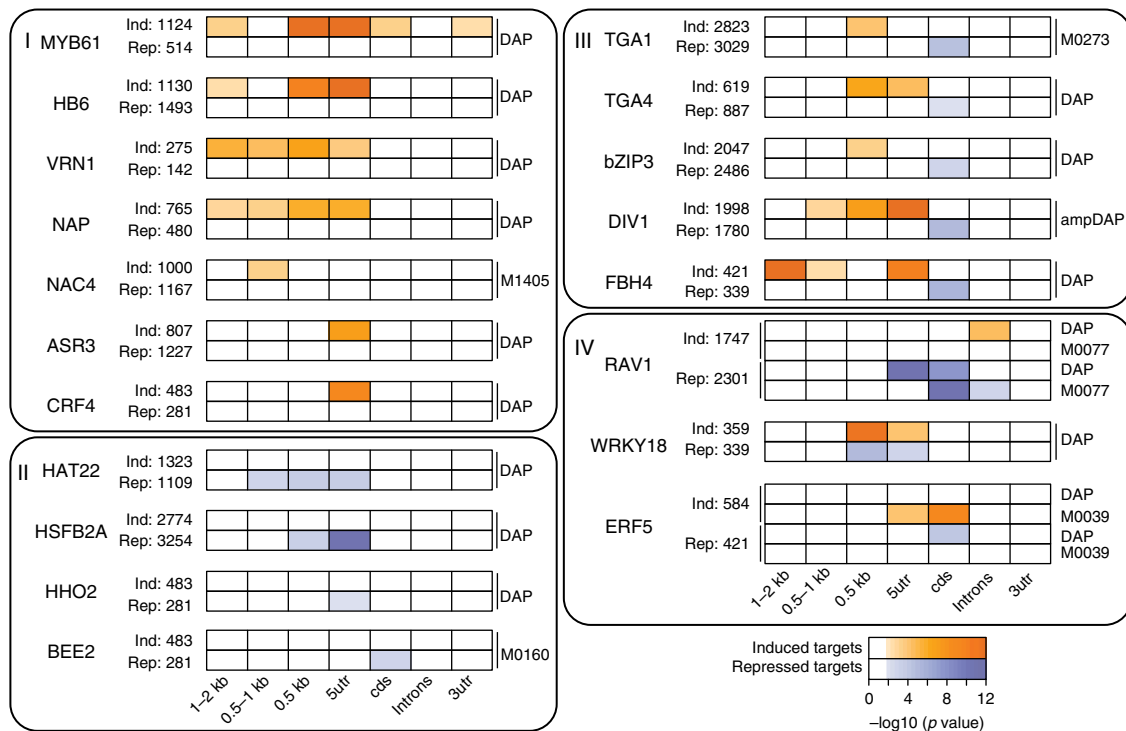 I
MYB61
Ind: 1124
Rep: 514
DAP
HB6
Ind: 1130
Rep: 1493
DAP
VRN1
Ind: 275
Rep: 142
DAP
NAP
Ind: 765
Rep: 480
DAP
NAC4
Ind: 1000
Rep: 1167
M1405
ASR3
Ind: 807
Rep: 1227
DAP
CRF4
Ind: 483
Rep: 281
DAP
II
HAT22
Ind: 1323
Rep: 1109
DAP
HSFB2A
Ind: 2774
Rep: 3254
DAP
HHO2
Ind: 483
Rep: 281
DAP
BEE2
Ind: 483
Rep: 281
M0160
1–2 kb
0.5–1 kb
0.5 kb
5utr
cds
Introns
3utr
III
TGA1
Ind: 2823
Rep: 3029
M0273
TGA4
Ind: 619
Rep: 887
DAP
bZIP3
Ind: 2047
Rep: 2486
DAP
DIV1
Ind: 1998
Rep: 1780
ampDAP
FBH4
Ind: 421
Rep: 339
DAP
IV
RAV1
Ind: 1747
Rep: 2301
DAP
M0077
DAP
M0077
WRKY18
Ind: 359
Rep: 339
DAP
ERF5
Ind: 584
Rep: 421
DAP
M0039
DAP
M0039
1–2 kb
0.5–1 kb
0.5 kb
5utr
cds
Introns
3utr
Induced targets
Repressed targets
0 4 8 12
–log10 (p value)